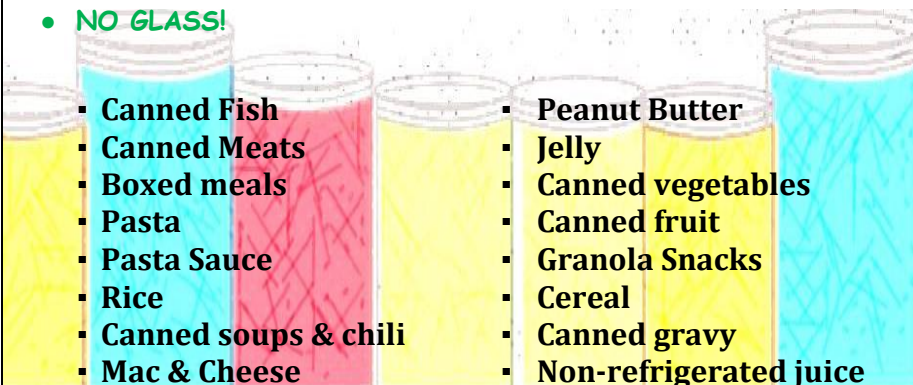 • NO GLASS!
▪ Canned Fish
▪ Canned Meats
▪ Boxed meals
▪ Pasta
▪ Pasta Sauce
▪ Rice
▪ Canned soups & chili
▪ Mac & Cheese
▪ Peanut Butter
▪ Jelly
▪ Canned vegetables
▪ Canned fruit
▪ Granola Snacks
▪ Cereal
▪ Canned gravy
▪ Non-refrigerated juice